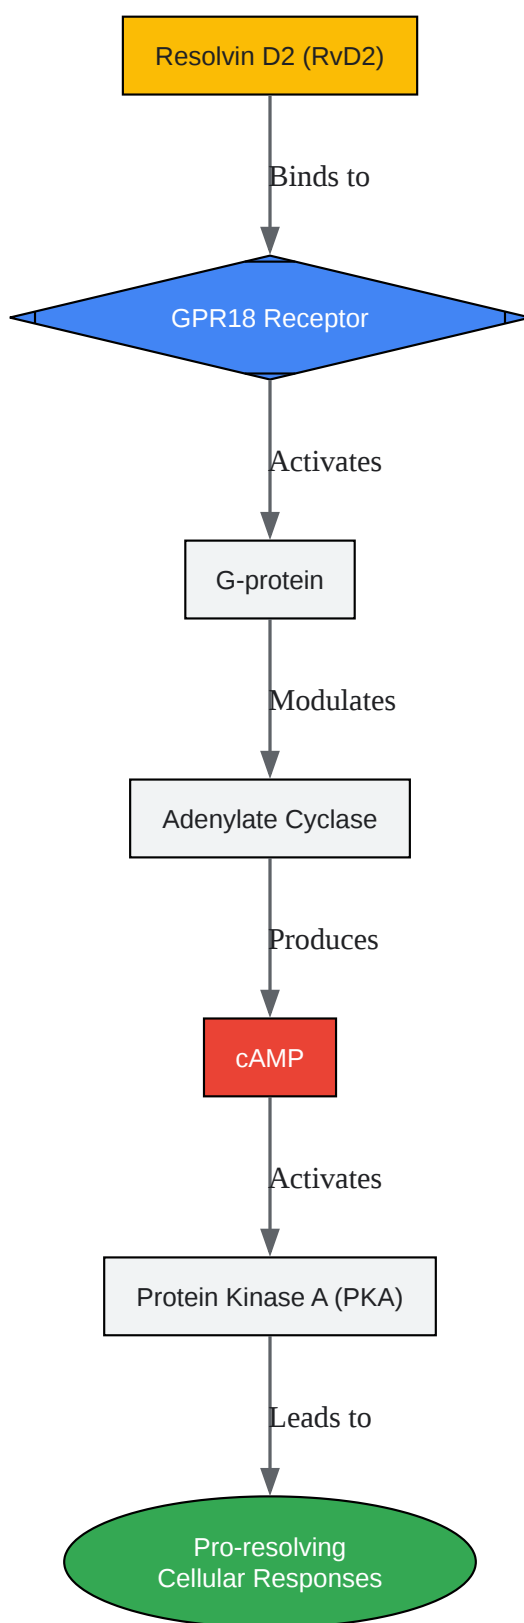 Resolvin D2 (RvD2)
Binds to
GPR18 Receptor
Activates
G-protein
Modulates
Adenylate Cyclase
Produces
cAMP
Activates
Protein Kinase A (PKA)
Leads to
Pro-resolving
Cellular Responses